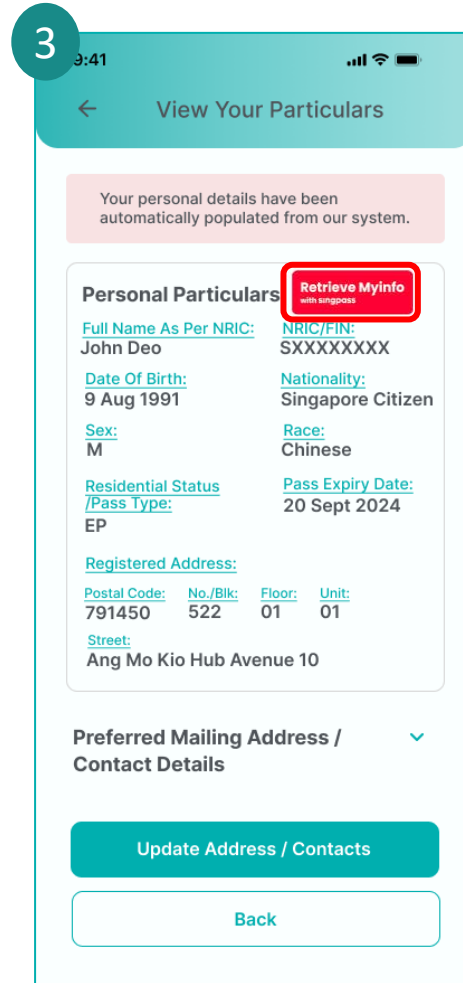 3
9:41
View Your Particulars
Your personal details have been
automatically populated from our system.
Personal Particulars
Retrieve Myinfo
with singpass
Full Name As Per NRIC: NRIC/FIN:
John Deo SXXXXXXXX
Date Of Birth: Nationality:
9 Aug 1991 Singapore Citizen
Sex: Race:
M Chinese
Residential Status
/Pass Type:
EP
Pass Expiry Date:
20 Sept 2024
Registered Address:
Postal Code: No./Blk: Floor: Unit:
791450 522 01 01
Street:
Ang Mo Kio Hub Avenue 10
Preferred Mailing Address /
Contact Details
Update Address / Contacts
Back